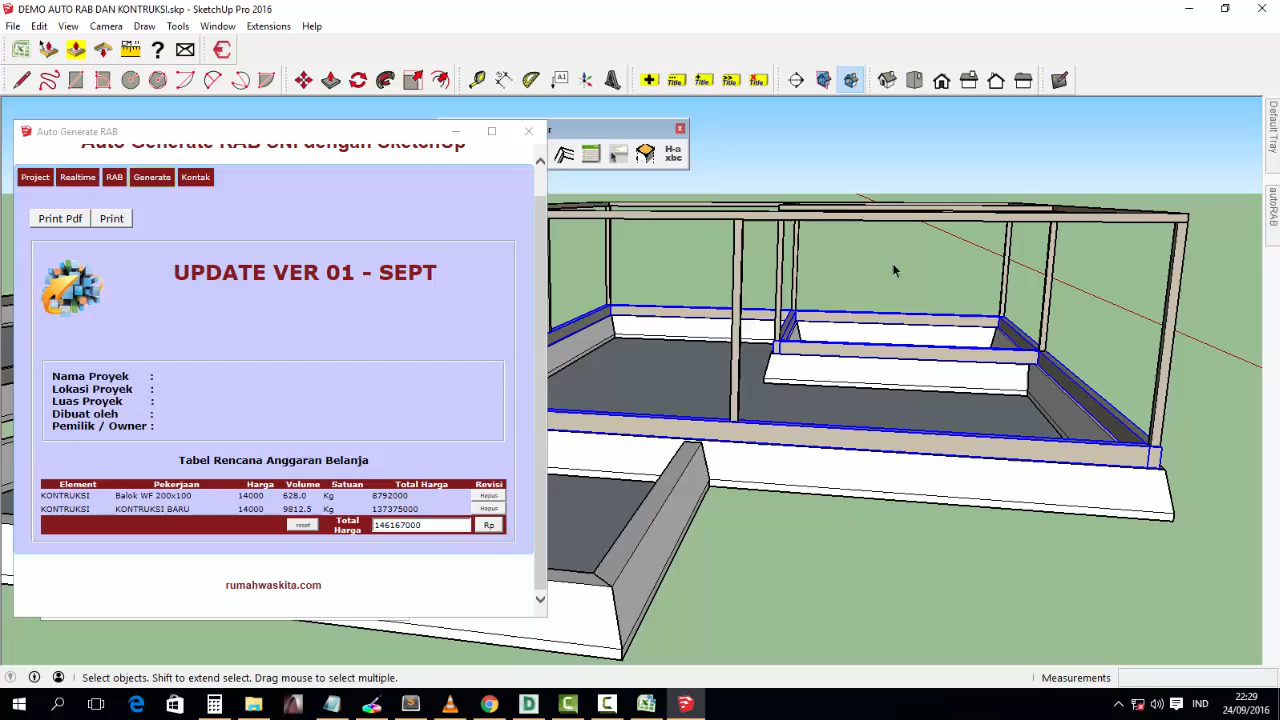 DEMO AUTO RAB DAN KONTRUKSI.skp - SketchUp Pro 2016
File Edit View Camera Draw Tools Window Extensions Help
A1
Title Title Title Title
Default Tray
autoRAB
Auto Generate RAB
H-a
xbc
Auto Generate RAB SNI dengan SketchUp
Project Realtime RAB Generate Kontak
Print Pdf Print
UPDATE VER 01 - SEPT
Nama Proyek :
Lokasi Proyek :
Luas Proyek :
Dibuat oleh :
Pemilik / Owner :
Tabel Rencana Anggaran Belanja
Element Pekerjaan Harga Volume Satuan Total Harga Revisi
KONTRUKSI Balok WF 200x100 14000 628.0 Kg 8792000 Hapus
KONTRUKSI KONTRUKSI BARU 14000 9812.5 Kg 137375000 Hapus
reset Total Harga 146167000 Rp
rumahwaskita.com
Select objects. Shift to extend select. Drag mouse to select multiple.
Measurements
IND
22:29
24/09/2016